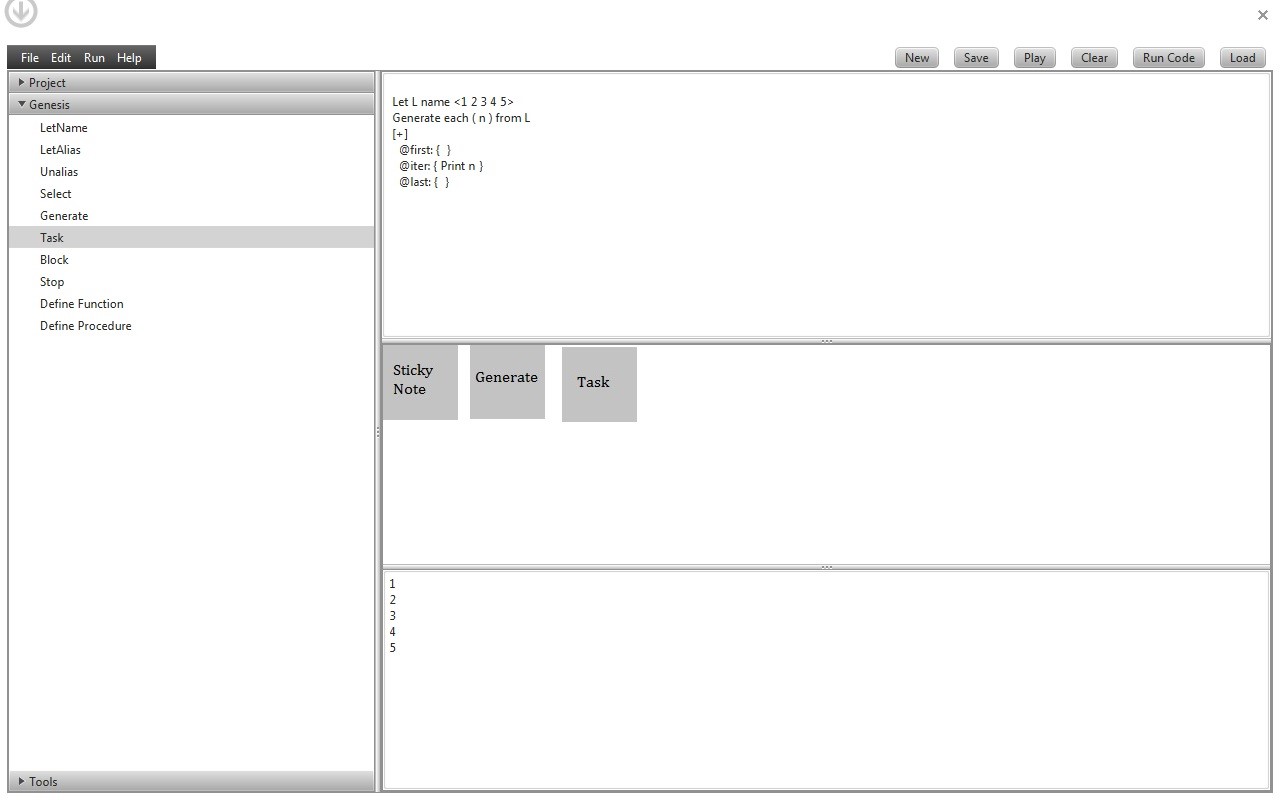 File Edit Run Help
New Save Play Clear Run Code Load
Project
Genesis
LetName
LetAlias
Unalias
Select
Generate
Task
Block
Stop
Define Function
Define Procedure
Tools
Let L name <1 2 3 4 5>
Generate each ( n ) from L
[+]
@first: {  }
@iter: { Print n }
@last: {  }
Sticky
Note
Generate
Task
1
2
3
4
5